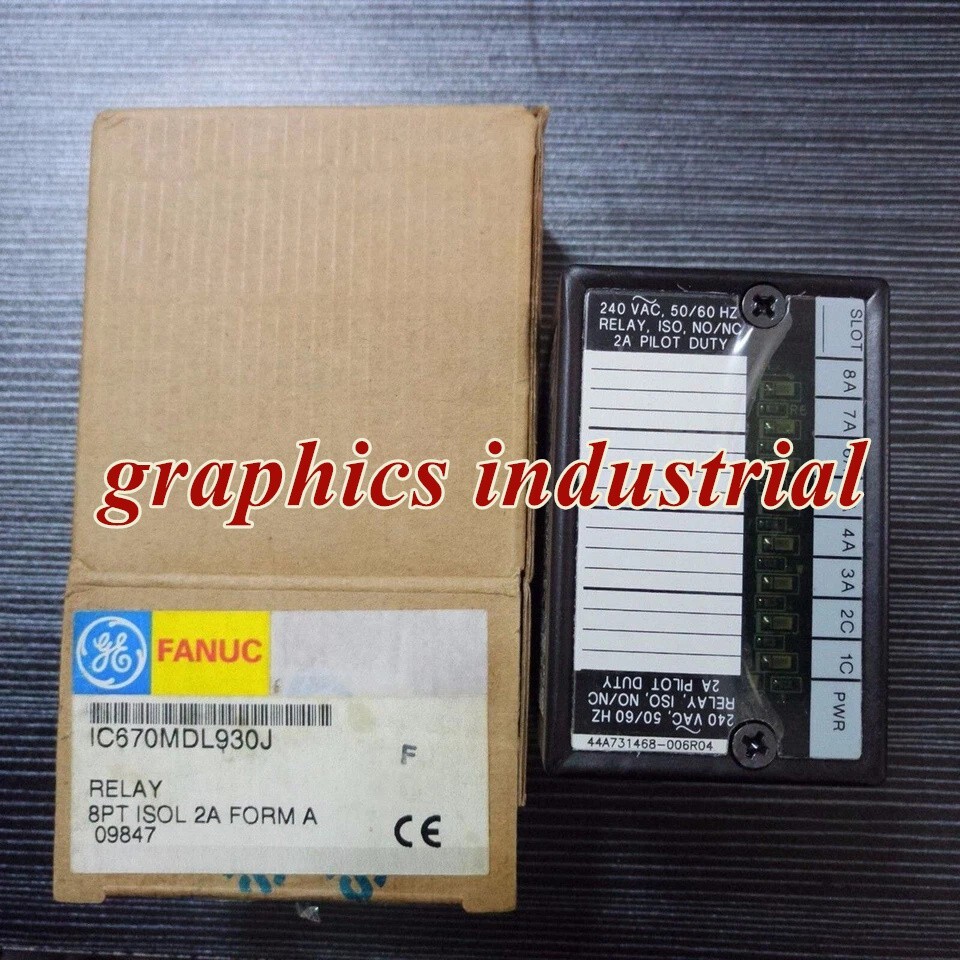 240 VAC, 50/60 HZ
RELAY, ISO, NO/NC
2A PILOT DUTY
SLOT
8A
7A
R6
graphics industrial
4A
3A
2C
1C
PWR
240 VAC, 50/60 HZ
RELAY, ISO, NO/NC
2A PILOT DUTY
44A731468-006R04
GE FANUC
IC670MDL930J
F
RELAY
8PT ISOL 2A FORM A
09847
CE